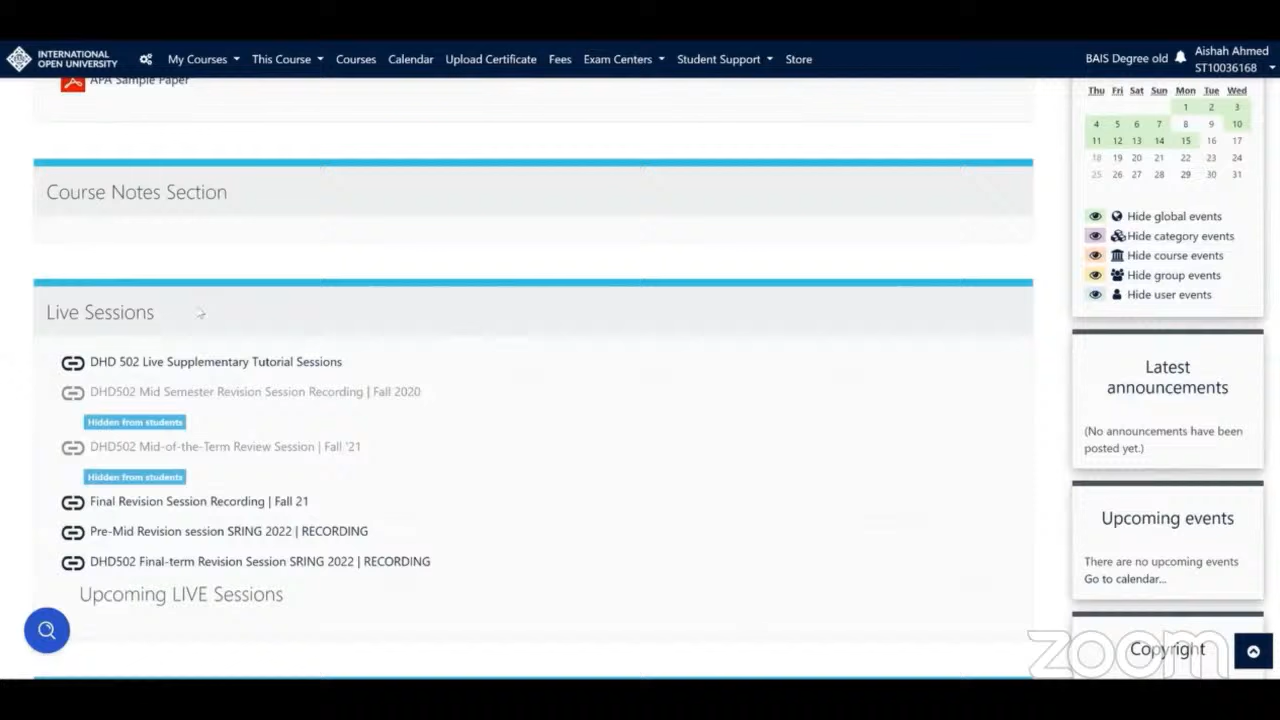 INTERNATIONAL
OPEN UNIVERSITY
My Courses
This Course
Courses
Calendar
Upload Certificate
Fees
Exam Centers
Student Support
Store
BAIS Degree old
Aishah Ahmed
ST10036168
APA Sample Paper
Course Notes Section
Live Sessions
DHD 502 Live Supplementary Tutorial Sessions
DHD502 Mid Semester Revision Session Recording | Fall 2020
Hidden from students
DHD502 Mid-of-the-Term Review Session | Fall '21
Hidden from students
Final Revision Session Recording | Fall 21
Pre-Mid Revision session SRING 2022 | RECORDING
DHD502 Final-term Revision Session SRING 2022 | RECORDING
Upcoming LIVE Sessions
Thu Fri Sat Sun Mon Tue Wed
1 2 3
4 5 6 7 8 9 10
11 12 13 14 15 16 17
18 19 20 21 22 23 24
25 26 27 28 29 30 31
Hide global events
Hide category events
Hide course events
Hide group events
Hide user events
Latest
announcements
(No announcements have been
posted yet.)
Upcoming events
There are no upcoming events
Go to calendar...
Copyright
zoom